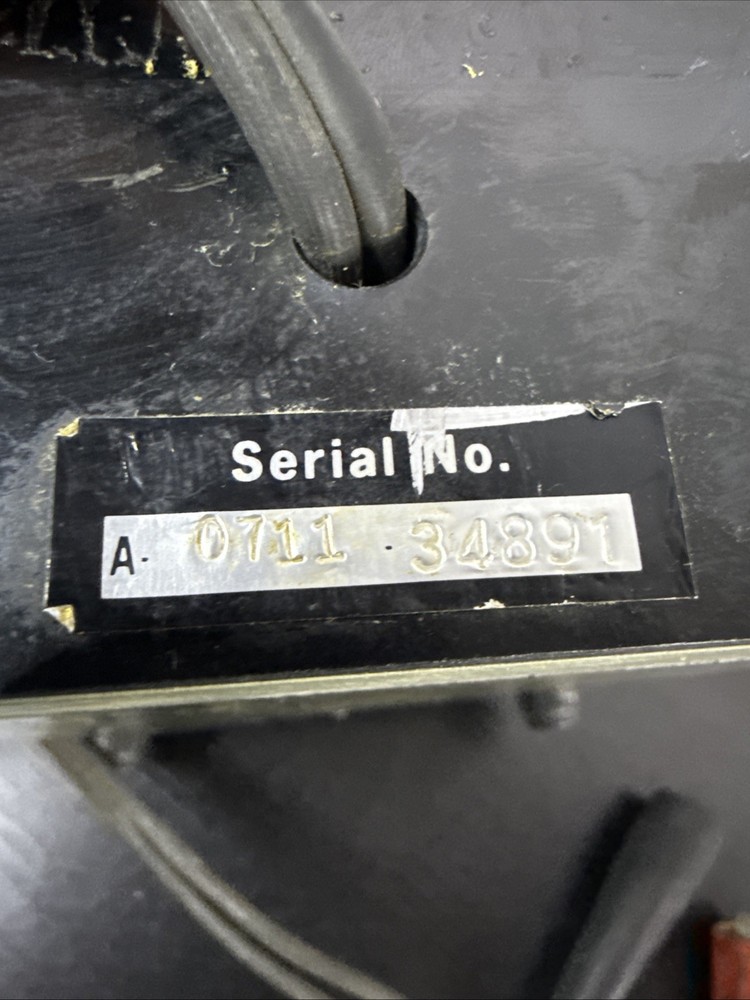 Serial No.
A- 0711 - 34891